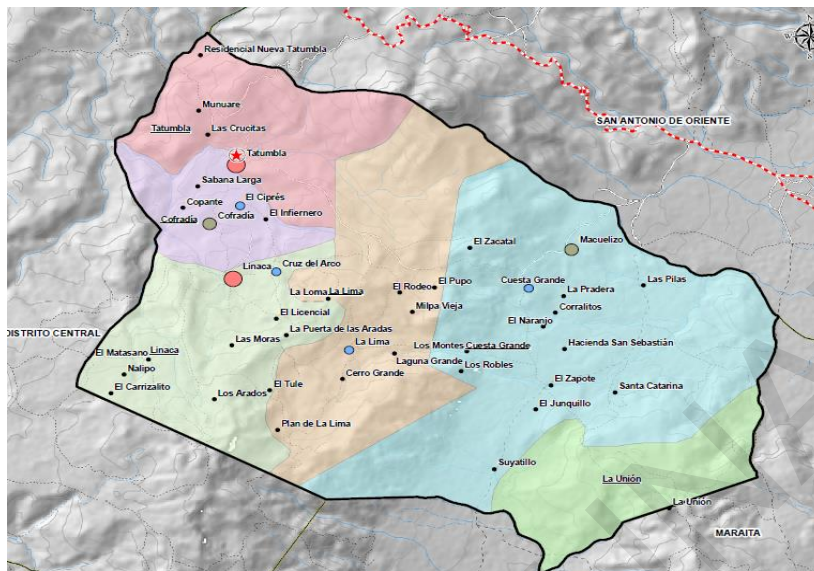 Residencial Nueva Tatumbla
Munuare
Tatumbla
Las Crucitas
SAN ANTONIO DE ORIENTE
Tatumbla
Sabana Larga
Copante
El Ciprés
Cofradía
Cofradía
El Infiernero
El Zacatal
Macuelizo
Linaca
Cruz del Arco
La Loma
La Lima
El Rodeo
El Pupo
Cuesta Grande
Las Pilas
La Pradera
Milpa Vieja
Corralitos
El Licencial
El Naranjo
DISTRITO CENTRAL
La Puerta de las Aradas
Las Moras
La Lima
El Matasano
Linaca
Los Montes
Cuesta Grande
Hacienda San Sebastián
Laguna Grande
Nalipo
Los Robles
El Carrizalito
Los Arados
El Tule
Cerro Grande
El Zapote
Santa Catarina
El Junquillo
Plan de La Lima
Suyatillo
La Unión
La Unión
MARAITA